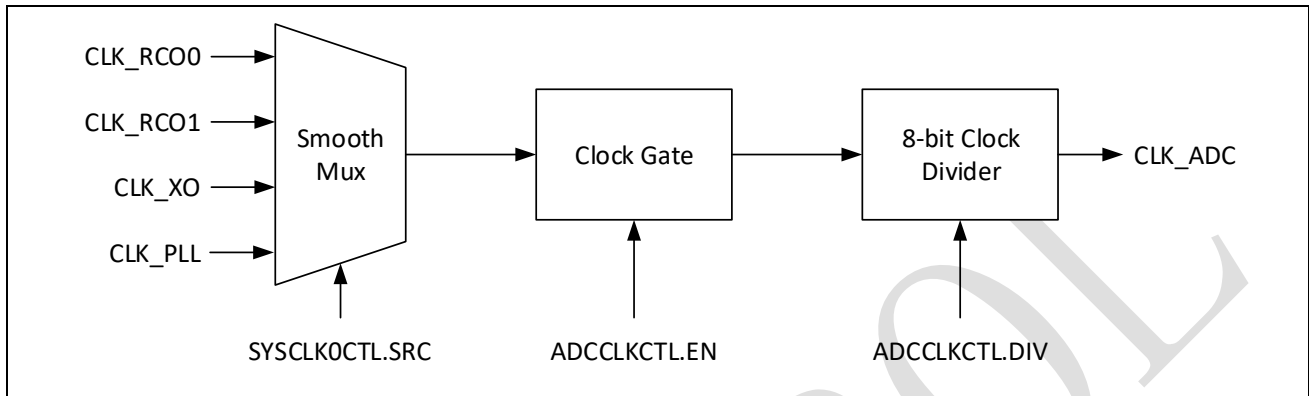 CLK_RCO0
CLK_RCO1
CLK_XO
CLK_PLL
Smooth
Mux
Clock Gate
8-bit Clock
Divider
CLK_ADC
SYSCLK0CTL.SRC
ADCCLKCTL.EN
ADCCLKCTL.DIV